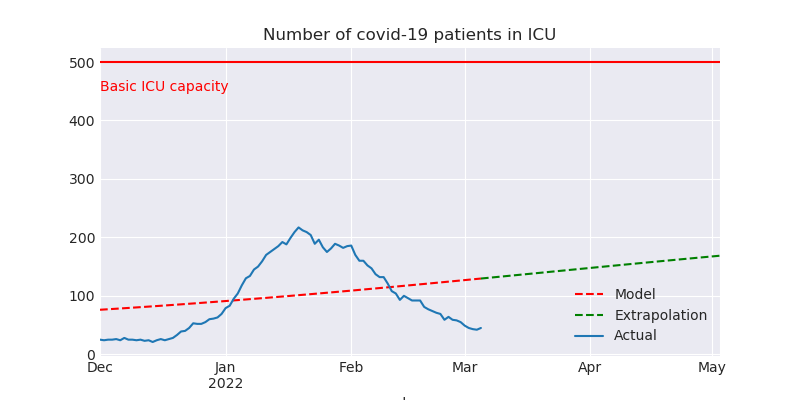 Number of covid-19 patients in ICU
500
Basic ICU capacity
400
300
200
100
0
Model
Extrapolation
Actual
Dec
Jan
2022
Feb
Mar
Apr
May